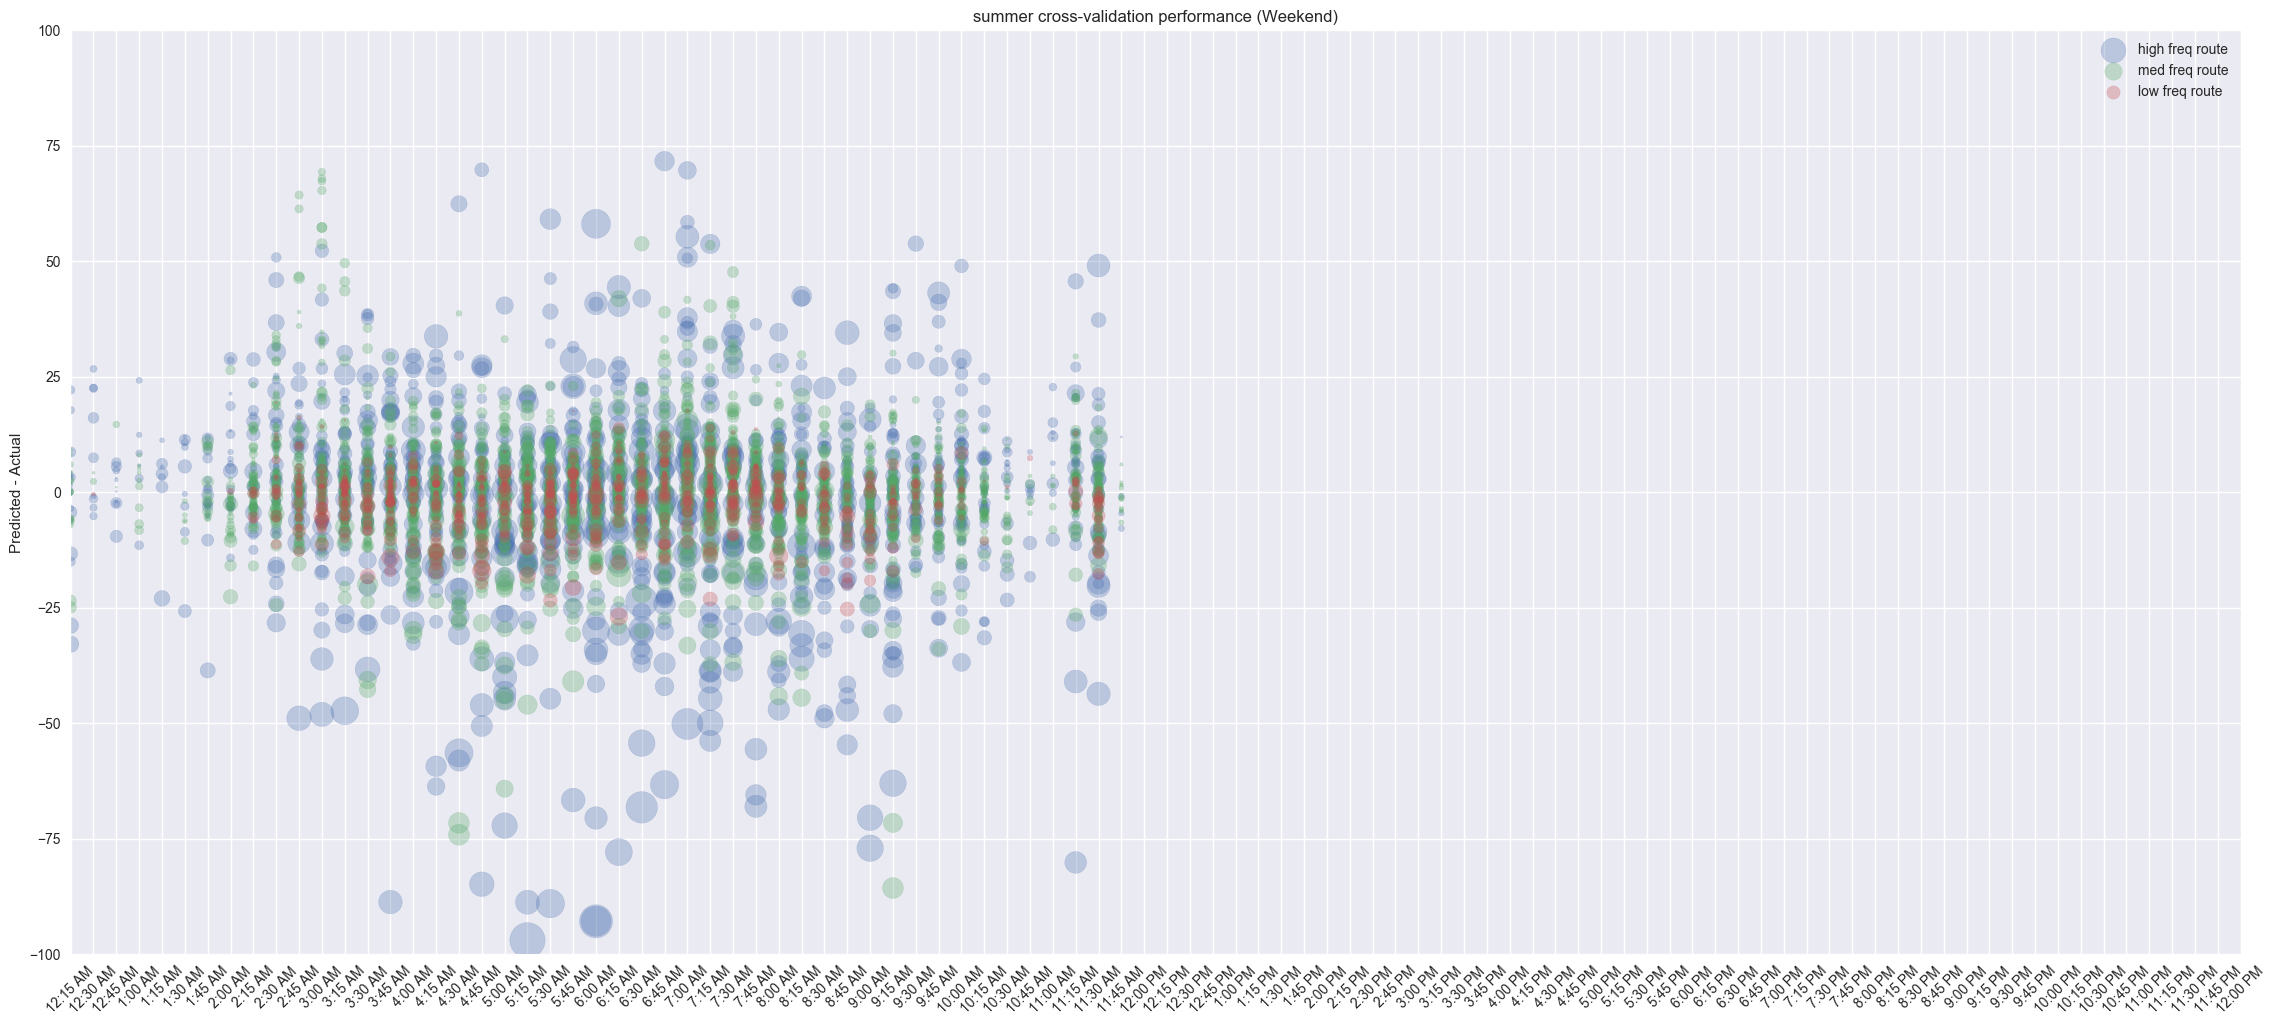 summer cross-validation performance (Weekend)
100
75
50
25
0
−25
−50
−75
−100
Predicted - Actual
high freq route
med freq route
low freq route
12:15 AM
12:30 AM
12:45 AM
1:00 AM
1:15 AM
1:30 AM
1:45 AM
2:00 AM
2:15 AM
2:30 AM
2:45 AM
3:00 AM
3:15 AM
3:30 AM
3:45 AM
4:00 AM
4:15 AM
4:30 AM
4:45 AM
5:00 AM
5:15 AM
5:30 AM
5:45 AM
6:00 AM
6:15 AM
6:30 AM
6:45 AM
7:00 AM
7:15 AM
7:30 AM
7:45 AM
8:00 AM
8:15 AM
8:30 AM
8:45 AM
9:00 AM
9:15 AM
9:30 AM
9:45 AM
10:00 AM
10:15 AM
10:30 AM
10:45 AM
11:00 AM
11:15 AM
11:30 AM
11:45 AM
12:00 PM
12:15 PM
12:30 PM
12:45 PM
1:00 PM
1:15 PM
1:30 PM
1:45 PM
2:00 PM
2:15 PM
2:30 PM
2:45 PM
3:00 PM
3:15 PM
3:30 PM
3:45 PM
4:00 PM
4:15 PM
4:30 PM
4:45 PM
5:00 PM
5:15 PM
5:30 PM
5:45 PM
6:00 PM
6:15 PM
6:30 PM
6:45 PM
7:00 PM
7:15 PM
7:30 PM
7:45 PM
8:00 PM
8:15 PM
8:30 PM
8:45 PM
9:00 PM
9:15 PM
9:30 PM
9:45 PM
10:00 PM
10:15 PM
10:30 PM
10:45 PM
11:00 PM
11:15 PM
11:30 PM
11:45 PM
12:00 PM